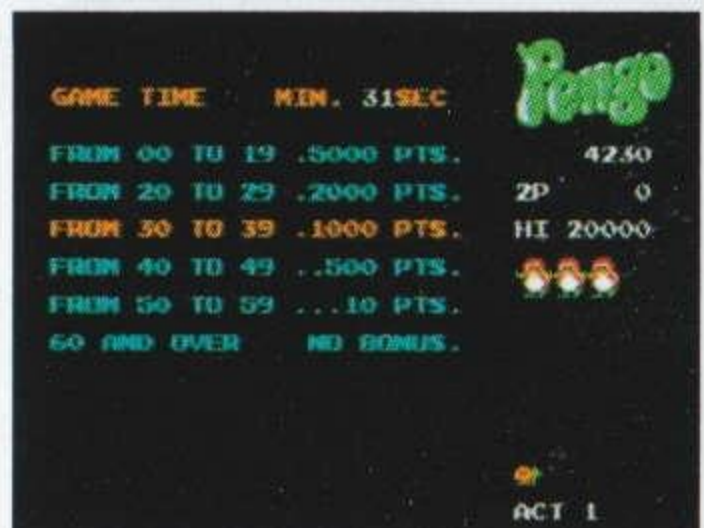 Pengo
GAME TIME MIN. 31SEC
FROM 00 TO 19 .5000 PTS.
FROM 20 TO 29 .2000 PTS.
FROM 30 TO 39 .1000 PTS.
FROM 40 TO 49 ..500 PTS.
FROM 50 TO 59 ...10 PTS.
60 AND OVER NO BONUS.
4230
2P 0
HI 20000
ACT 1